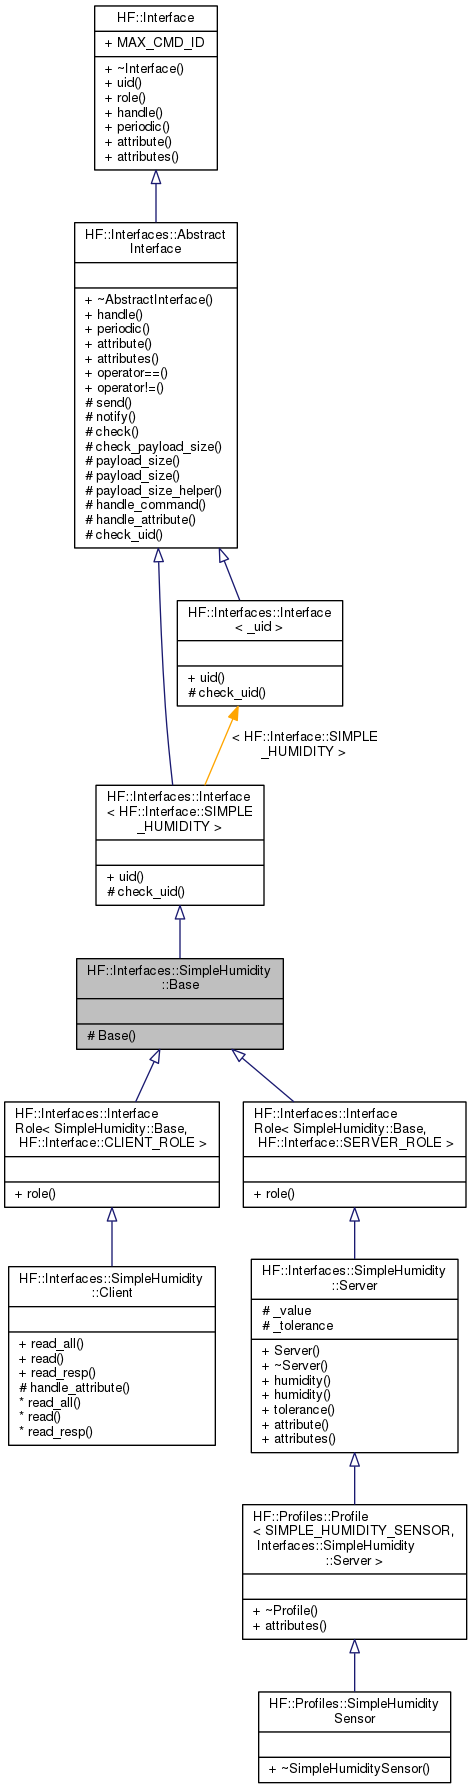 HF::Interface
+ MAX_CMD_ID
+ ~Interface()
+ uid()
+ role()
+ handle()
+ periodic()
+ attribute()
+ attributes()
HF::Interfaces::Abstract
Interface
+ ~AbstractInterface()
+ handle()
+ periodic()
+ attribute()
+ attributes()
+ operator==()
+ operator!=()
# send()
# notify()
# check()
# check_payload_size()
# payload_size()
# payload_size()
# payload_size_helper()
# handle_command()
# handle_attribute()
# check_uid()
HF::Interfaces::Interface
< _uid >
+ uid()
# check_uid()
< HF::Interface::SIMPLE
_HUMIDITY >
HF::Interfaces::Interface
< HF::Interface::SIMPLE
_HUMIDITY >
+ uid()
# check_uid()
HF::Interfaces::SimpleHumidity
::Base
# Base()
HF::Interfaces::Interface
Role< SimpleHumidity::Base,
HF::Interface::CLIENT_ROLE >
+ role()
HF::Interfaces::Interface
Role< SimpleHumidity::Base,
HF::Interface::SERVER_ROLE >
+ role()
HF::Interfaces::SimpleHumidity
::Client
+ read_all()
+ read()
+ read_resp()
# handle_attribute()
* read_all()
* read()
* read_resp()
HF::Interfaces::SimpleHumidity
::Server
# _value
# _tolerance
+ Server()
+ ~Server()
+ humidity()
+ humidity()
+ tolerance()
+ attribute()
+ attributes()
HF::Profiles::Profile
< SIMPLE_HUMIDITY_SENSOR,
Interfaces::SimpleHumidity
::Server >
+ ~Profile()
+ attributes()
HF::Profiles::SimpleHumidity
Sensor
+ ~SimpleHumiditySensor()